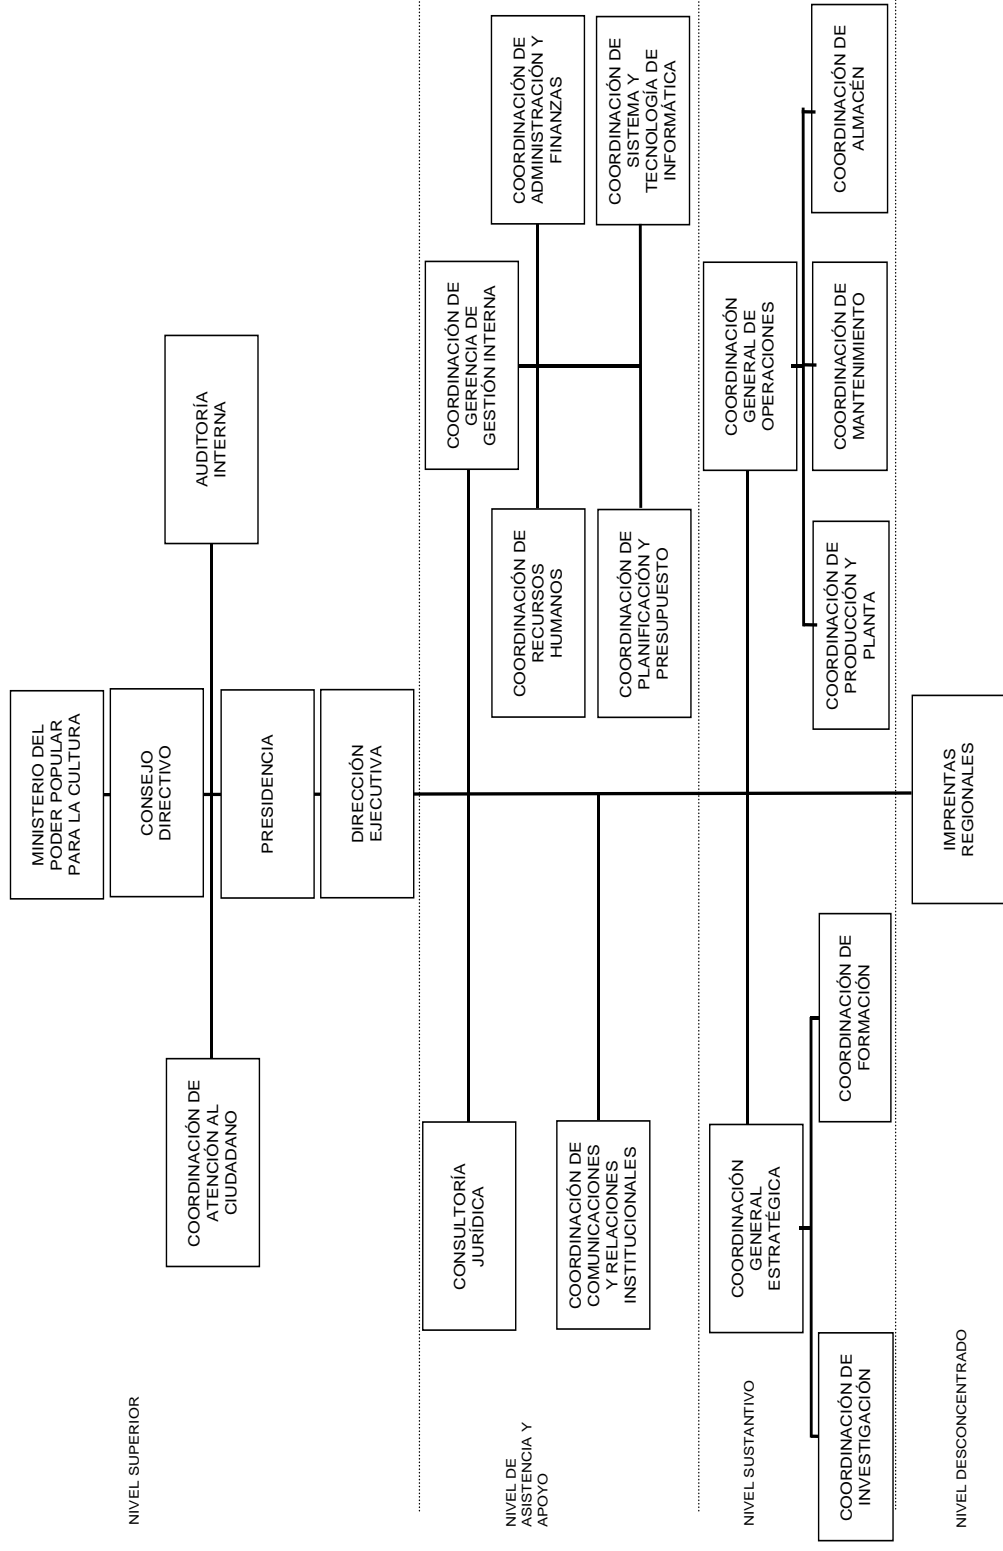 MINISTERIO DEL
PODER POPULAR
PARA LA CULTURA
CONSEJO
DIRECTIVO
NIVEL SUPERIOR
COORDINACIÓN DE
ATENCIÓN AL
CIUDADANO
AUDITORÍA
INTERNA
PRESIDENCIA
DIRECCIÓN
EJECUTIVA
NIVEL DE
ASISTENCIA Y
APOYO
CONSULTORÍA
JURÍDICA
COORDINACIÓN DE
GERENCIA DE
GESTIÓN INTERNA
COORDINACIÓN DE
RECURSOS
HUMANOS
COORDINACIÓN DE
ADMINISTRACIÓN Y
FINANZAS
COORDINACIÓN DE
COMUNICACIONES
Y RELACIONES
INSTITUCIONALES
COORDINACIÓN DE
PLANIFICACIÓN Y
PRESUPUESTO
COORDINACIÓN DE
SISTEMA Y
TECNOLOGÍA DE
INFORMÁTICA
NIVEL SUSTANTIVO
COORDINACIÓN
GENERAL
ESTRATÉGICA
COORDINACIÓN
GENERAL DE
OPERACIONES
COORDINACIÓN DE
INVESTIGACIÓN
COORDINACIÓN DE
FORMACIÓN
COORDINACIÓN DE
PRODUCCIÓN Y
PLANTA
COORDINACIÓN DE
MANTENIMIENTO
COORDINACIÓN DE
ALMACÉN
NIVEL DESCONCENTRADO
IMPRENTAS
REGIONALES